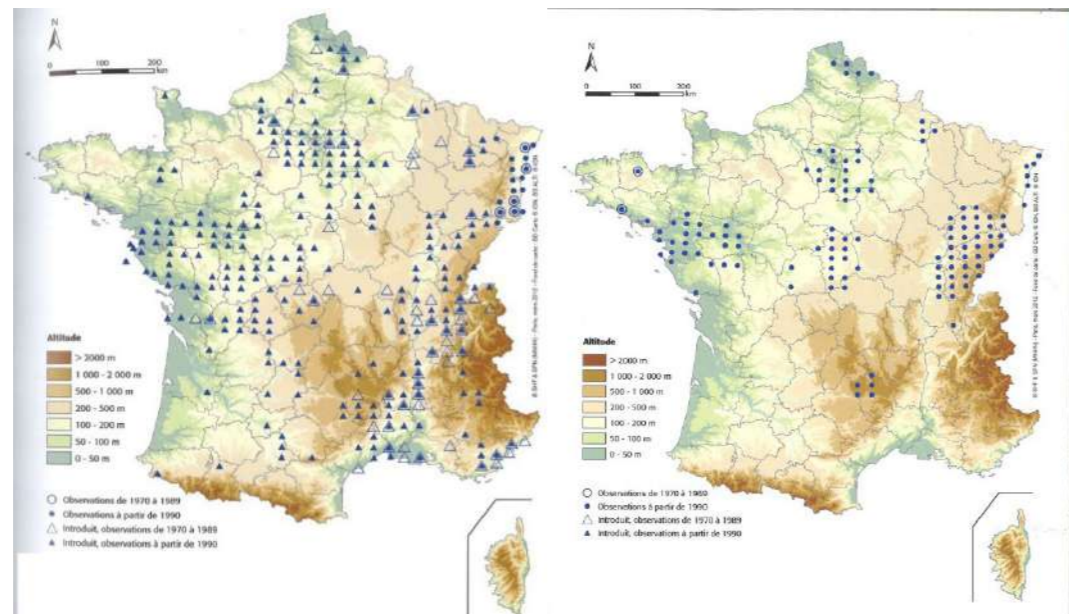 N
0 100 200
km
Altitude
> 2000 m
1 000 - 2 000 m
500 - 1 000 m
200 - 500 m
100 - 200 m
50 - 100 m
0 - 50 m
Observations de 1970 à 1989
Observations à partir de 1990
Introduit, observations de 1970 à 1989
Introduit, observations à partir de 1990
N
0 100 200
km
Altitude
> 2000 m
1 000 - 2 000 m
500 - 1 000 m
200 - 500 m
100 - 200 m
50 - 100 m
0 - 50 m
Observations de 1970 à 1989
Observations à partir de 1990
Introduit, observations de 1970 à 1989
Introduit, observations à partir de 1990